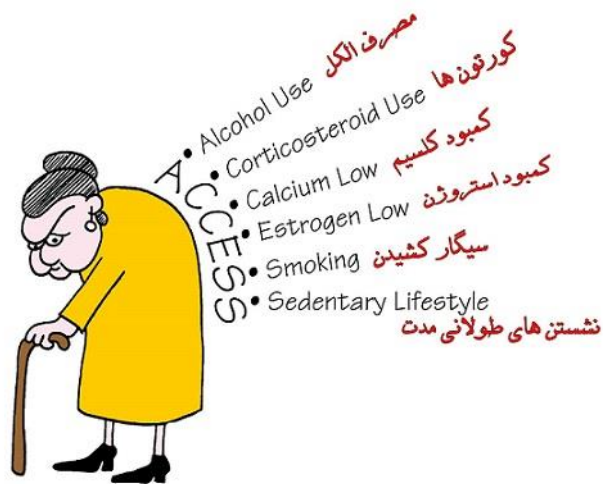 Alcohol Use مصرف الکل
Corticosteroid Use کورتون ها
Calcium Low کمبود کلسیم
Estrogen Low کمبود استروژن
Smoking سیگار کشیدن
Sedentary Lifestyle
نشستن های طولانی مدت
ACCESS